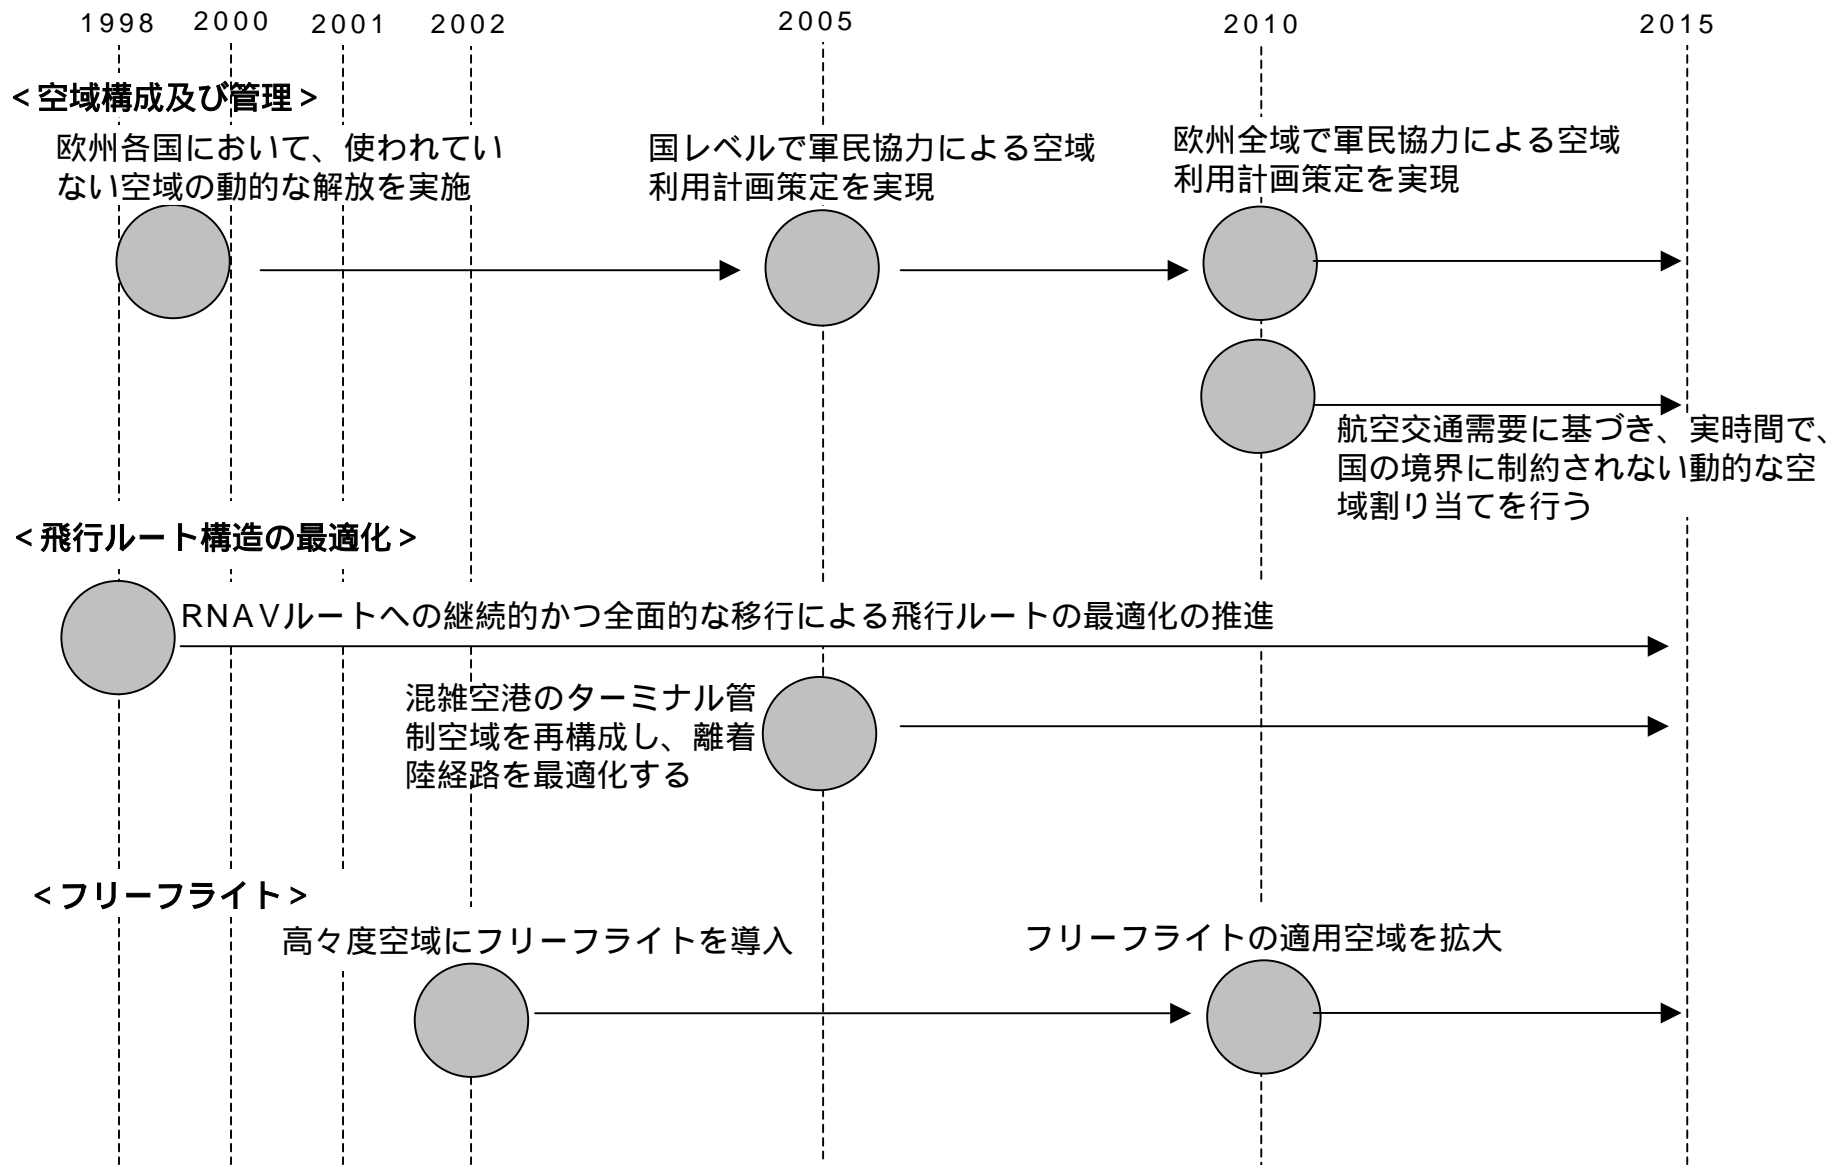 1998 2000 2001 2002 2005 2010 2015
<空域構成及び管理>
欧州各国において、使われてい
ない空域の動的な解放を実施
国レベルで軍民協力による空域
利用計画策定を実現
欧州全域で軍民協力による空域
利用計画策定を実現
航空交通需要に基づき、実時間で、
国の境界に制約されない動的な空
域割り当てを行う
<飛行ルート構造の最適化>
RNAVルートへの継続的かつ全面的な移行による飛行ルートの最適化の推進
混雑空港のターミナル管
制空域を再構成し、離着
陸経路を最適化する
<フリーフライト>
高々度空域にフリーフライトを導入
フリーフライトの適用空域を拡大